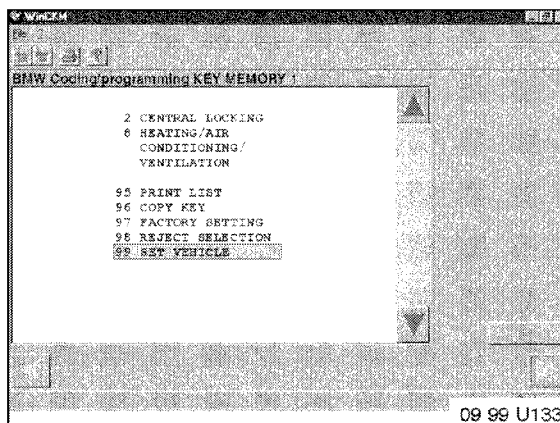 WinCKM
BMW Coding/programming KEY MEMORY 1
2 CENTRAL LOCKING
8 HEATING/AIR
CONDITIONING/
VENTILATION
95 PRINT LIST
96 COPY KEY
97 FACTORY SETTING
98 REJECT SELECTION
99 SET VEHICLE
09 99 U133